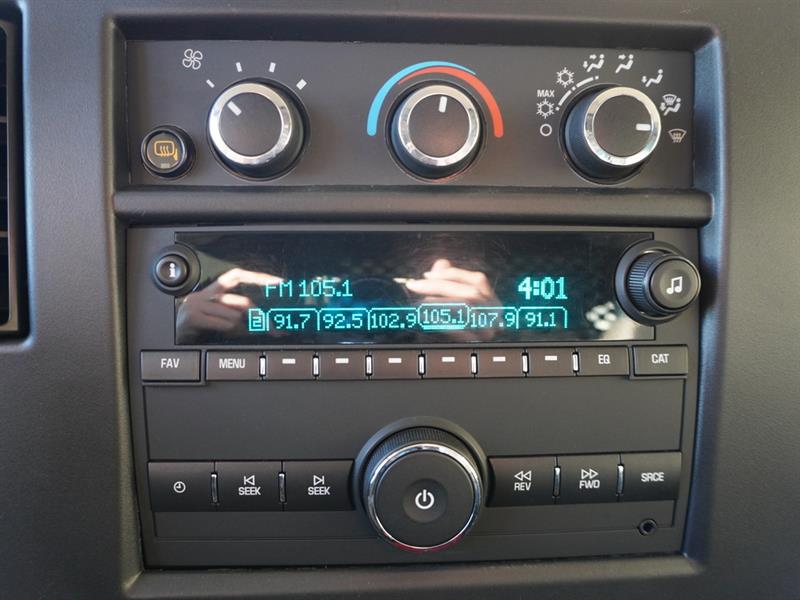 MAX
i
FM 105.1 4:01
2 91.7 92.5 102.9 105.1 107.9 91.1
FAV MENU EQ CAT
SEEK SEEK REV FWD SRCE